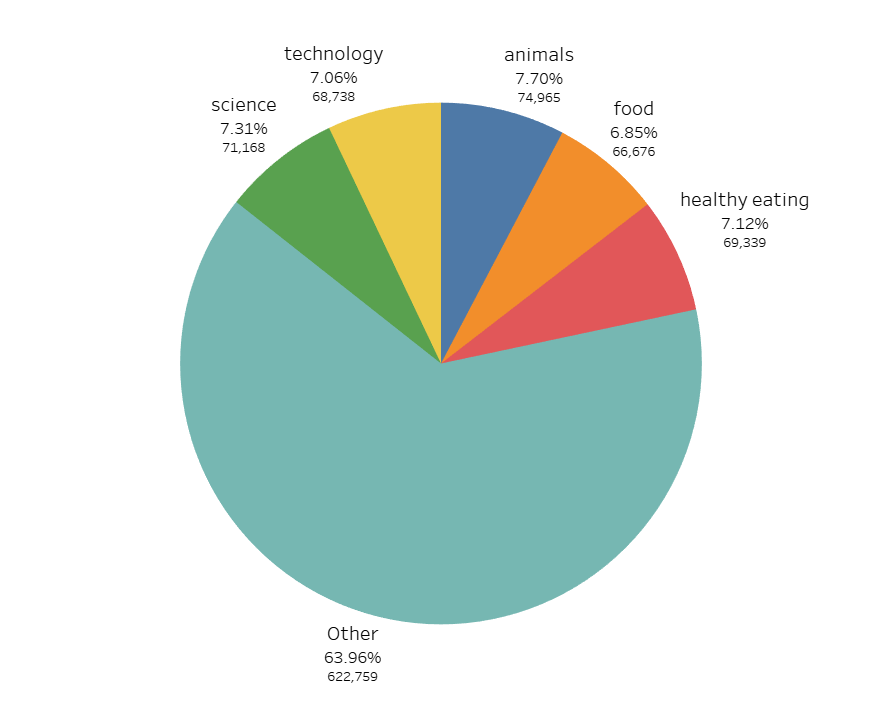 technology
7.06%
68,738
animals
7.70%
74,965
science
7.31%
71,168
food
6.85%
66,676
healthy eating
7.12%
69,339
Other
63.96%
622,759